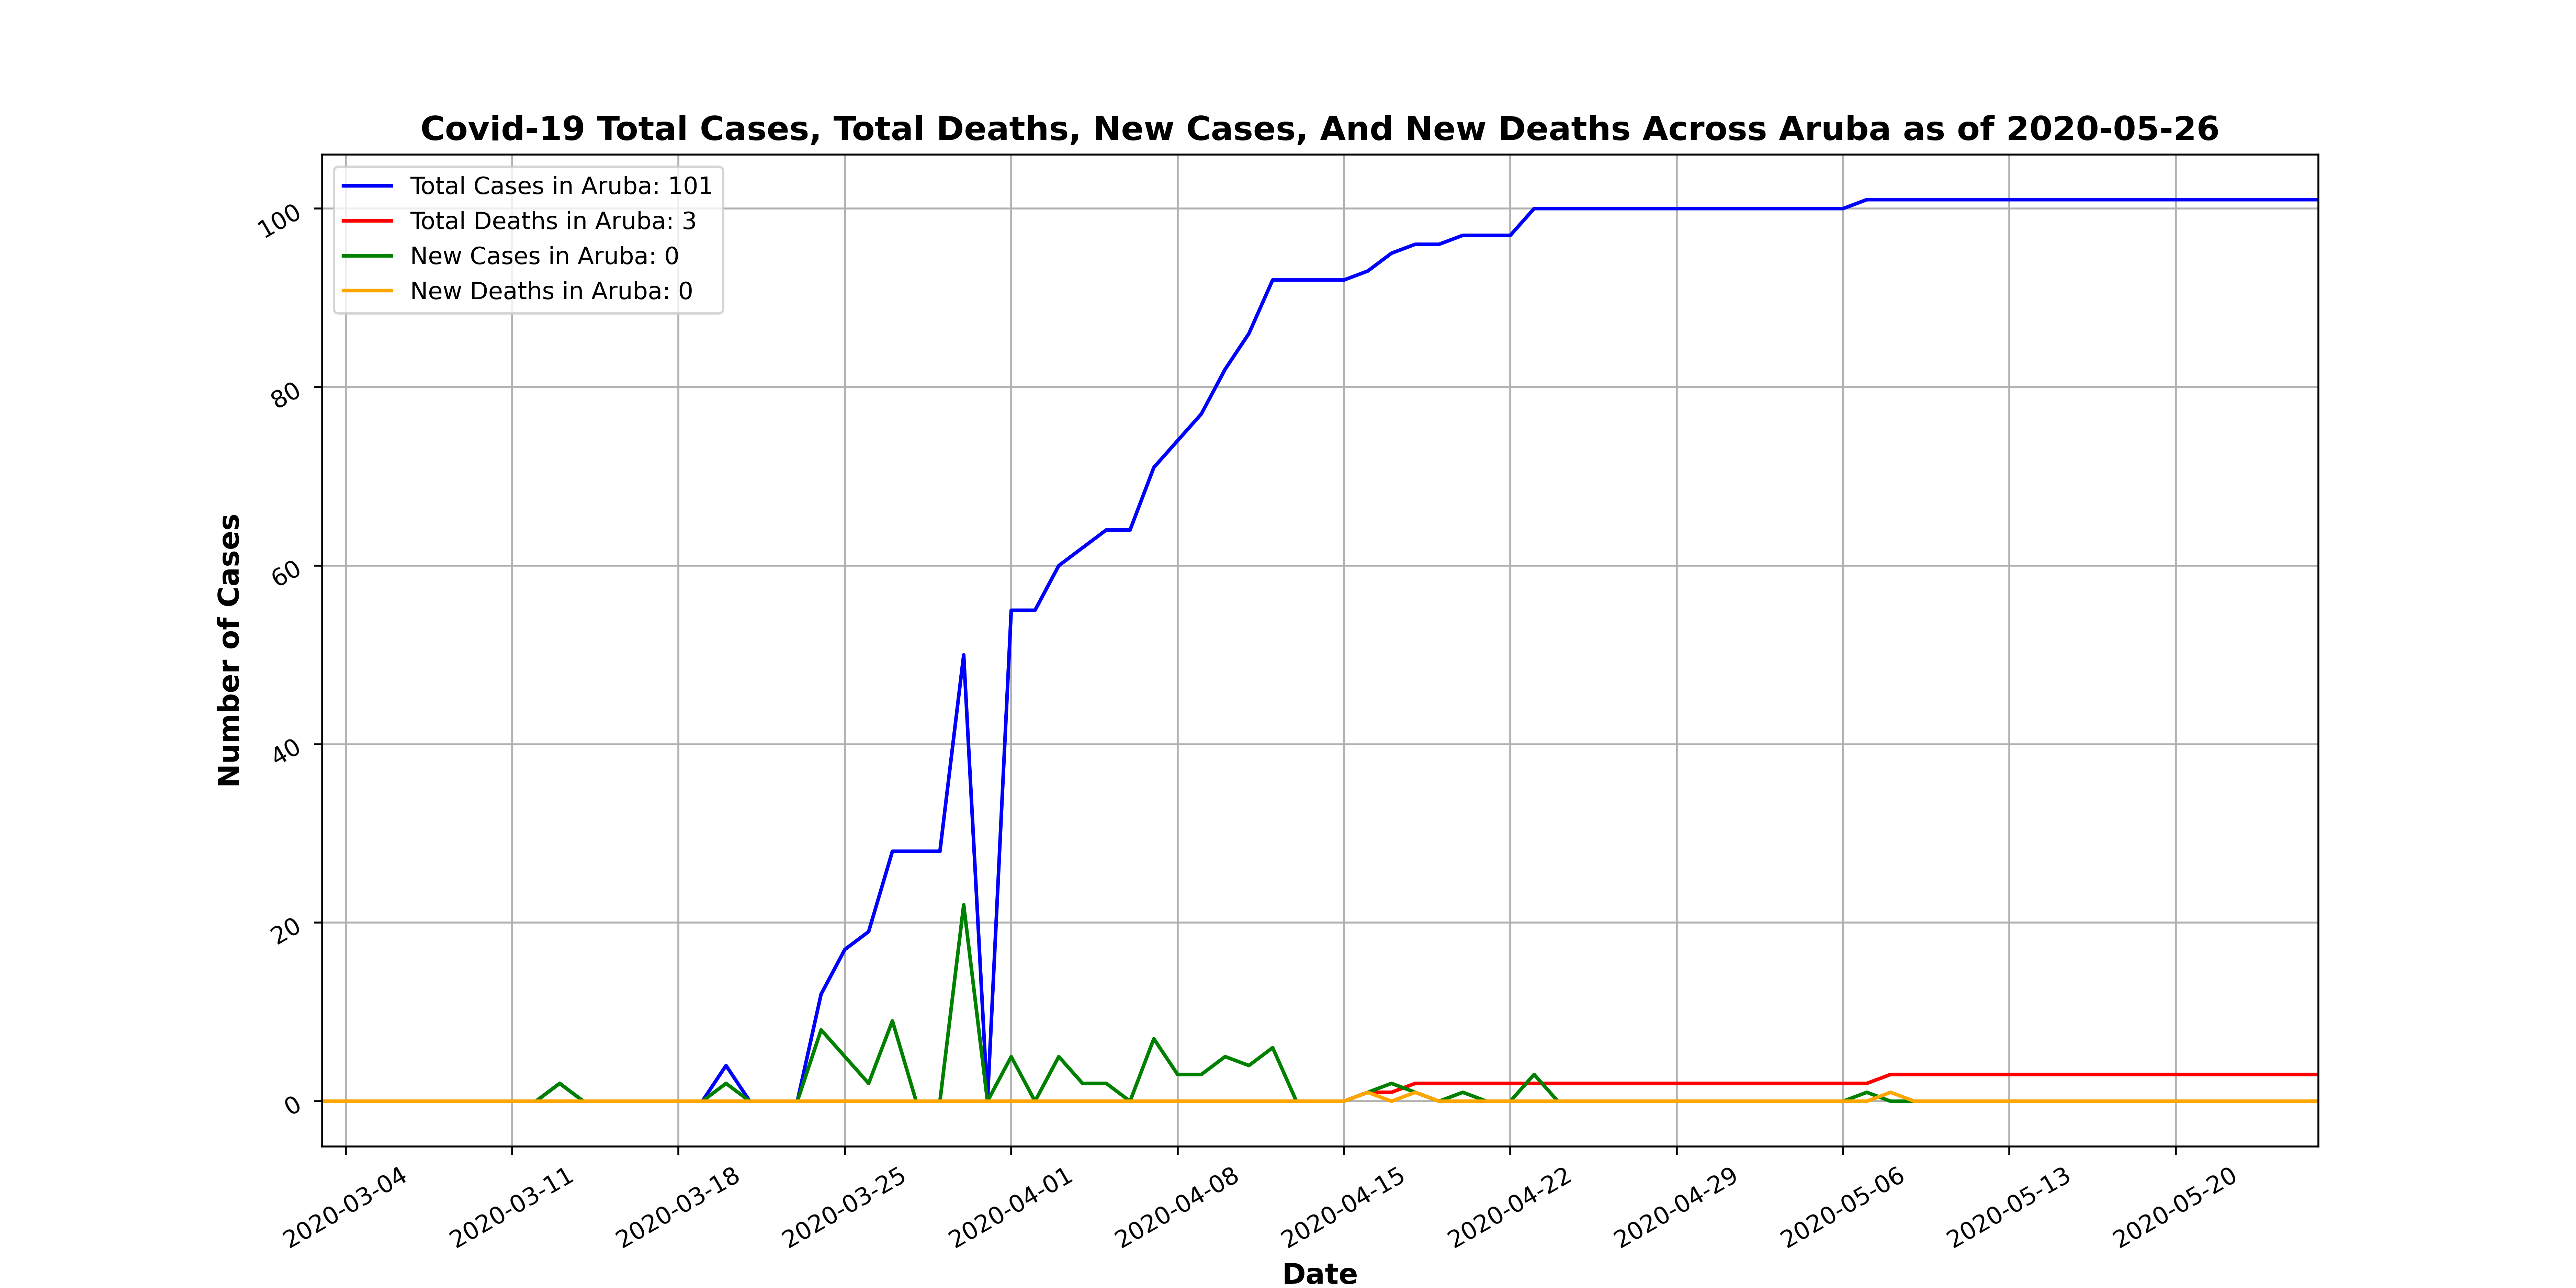 Covid-19 Total Cases, Total Deaths, New Cases, And New Deaths Across Aruba as of 2020-05-26
Total Cases in Aruba: 101
Total Deaths in Aruba: 3
New Cases in Aruba: 0
New Deaths in Aruba: 0
Number of Cases
100
80
60
40
20
0
2020-03-04
2020-03-11
2020-03-18
2020-03-25
2020-04-01
2020-04-08
2020-04-15
2020-04-22
2020-04-29
2020-05-06
2020-05-13
2020-05-20
Date